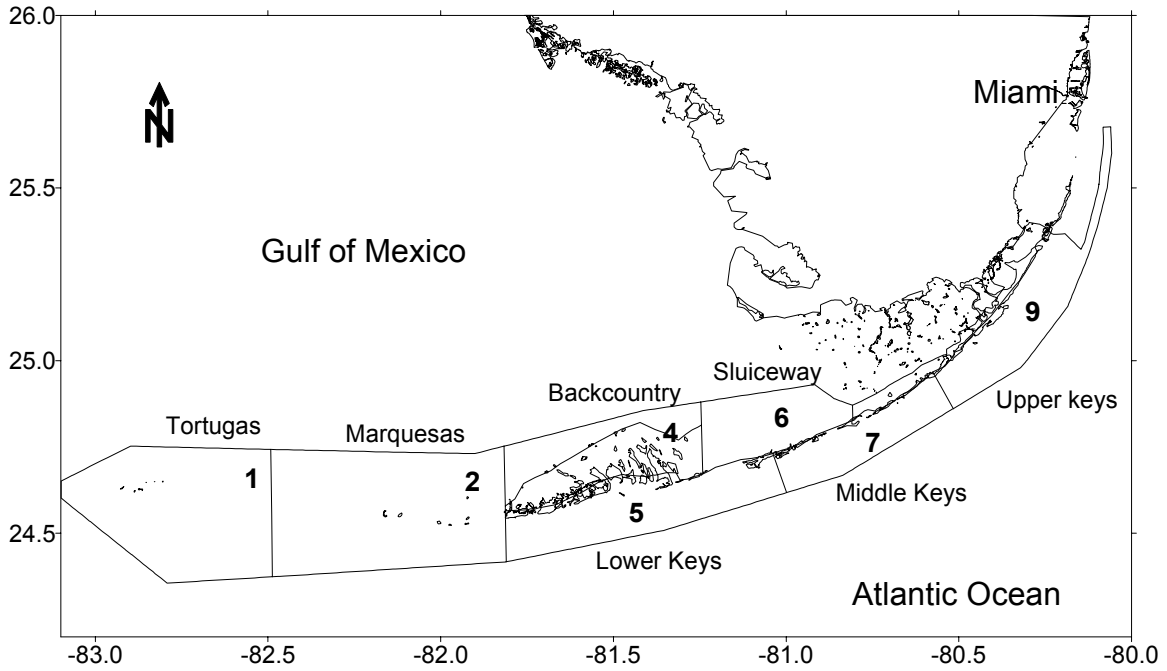 26.0
Miami
N
25.5
Gulf of Mexico
9
25.0
Sluiceway
Backcountry
Upper keys
Tortugas
Marquesas
6
4
7
1
2
Middle Keys
5
24.5
Lower Keys
Atlantic Ocean
-83.0 -82.5 -82.0 -81.5 -81.0 -80.5 -80.0